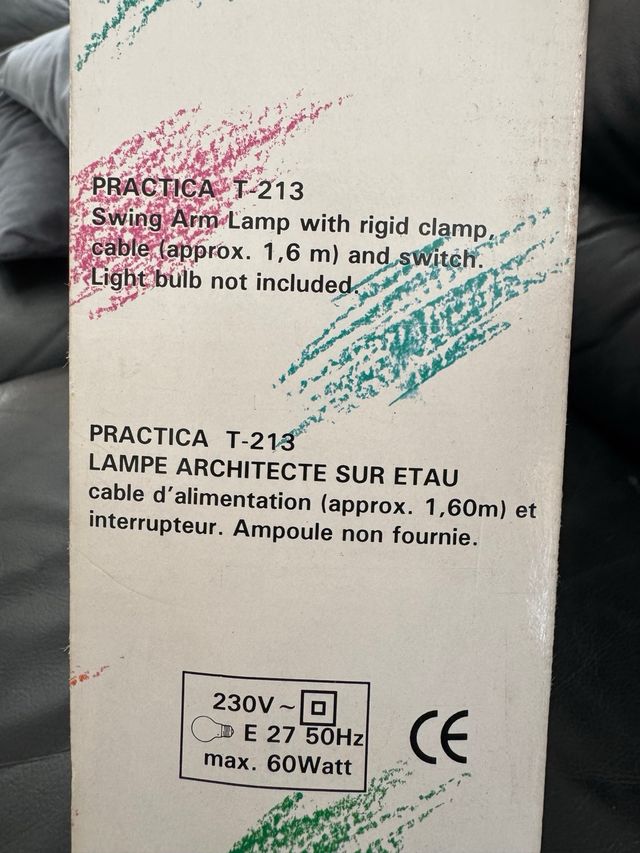 PRACTICA T-213
Swing Arm Lamp with rigid clamp,
cable (approx. 1,6 m) and switch.
Light bulb not included.
PRACTICA T-213
LAMPE ARCHITECTE SUR ETAU
cable d'alimentation (approx. 1,60m) et
interrupteur. Ampoule non fournie.
230V~
E 27 50Hz
max. 60Watt
CE